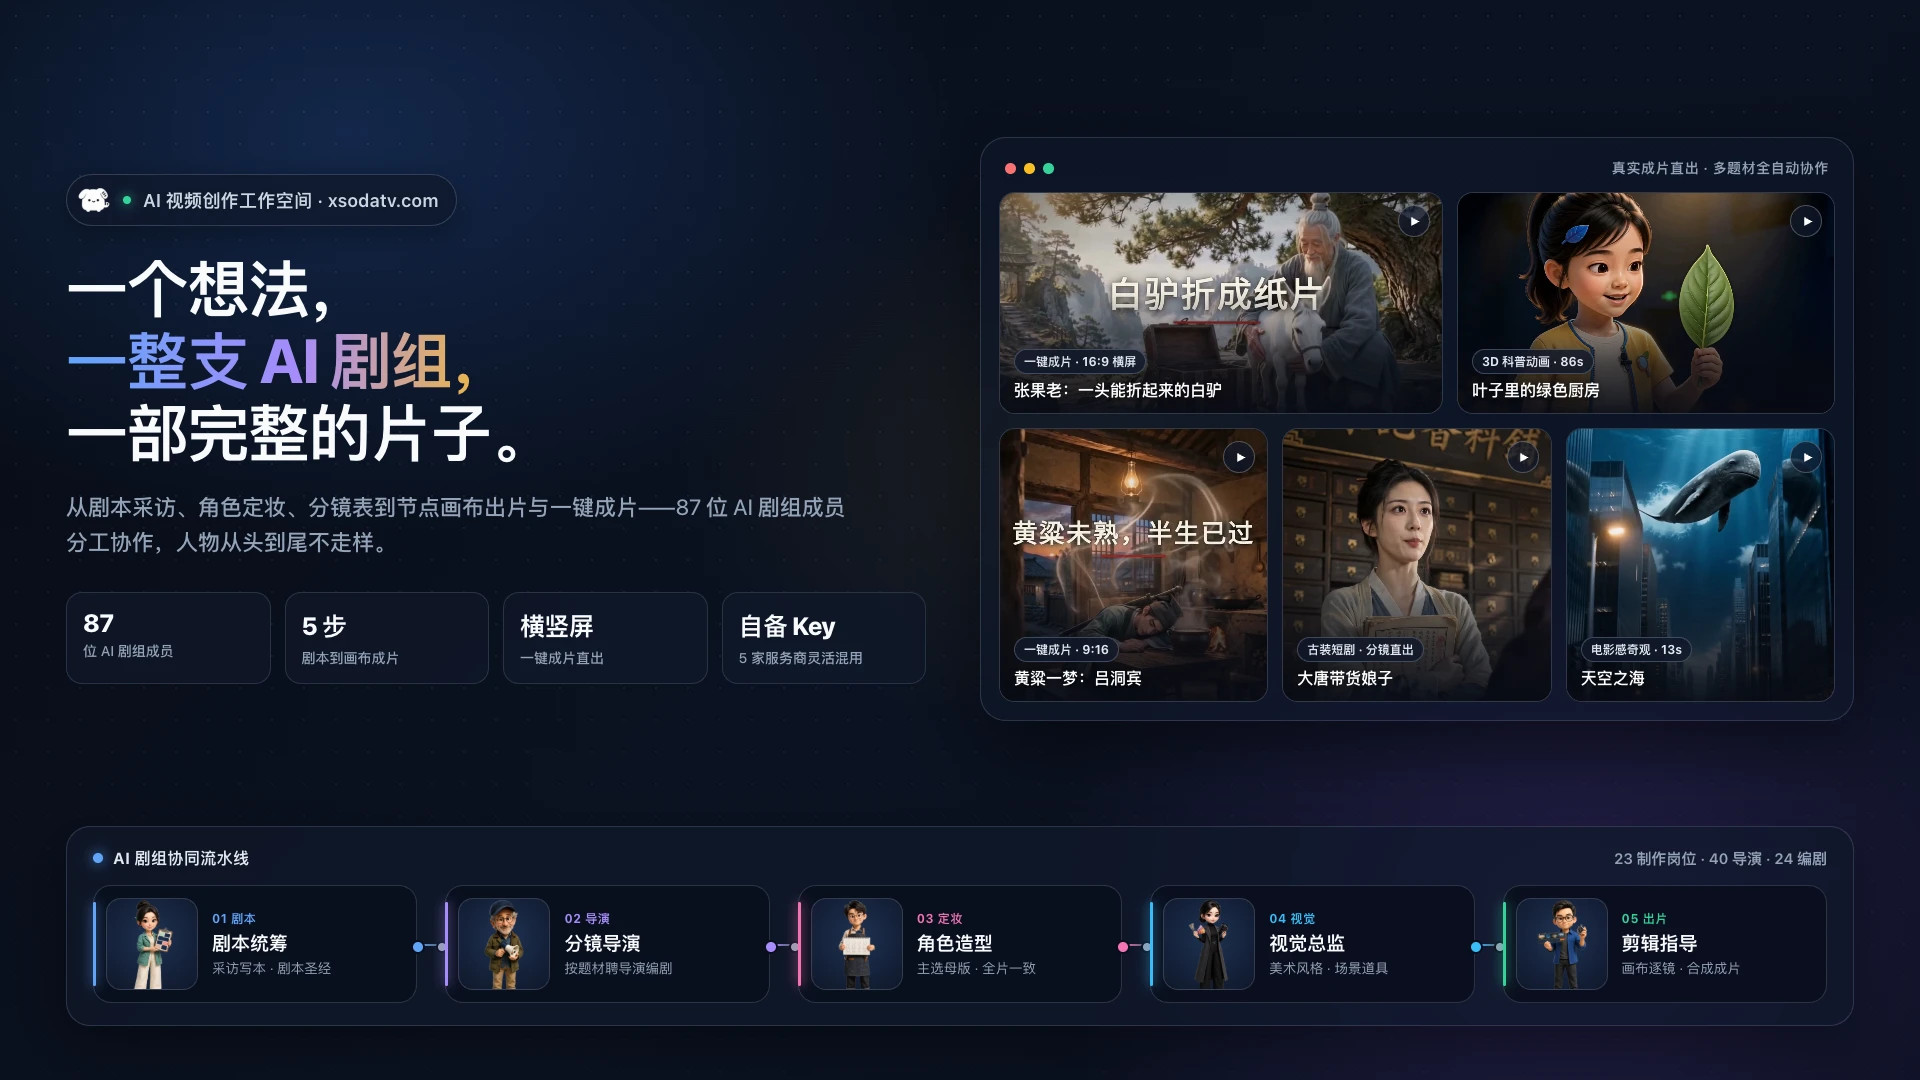 AI 视频创作工作空间 · xsodatv.com
一个想法，
一整支 AI 剧组，
一部完整的片子。
从剧本采访、角色定妆、分镜表到节点画布出片与一键成片——87 位 AI 剧组成员
分工协作，人物从头到尾不走样。
87
位 AI 剧组成员
5 步
剧本到画布成片
横竖屏
一键成片直出
自备 Key
5 家服务商灵活混用
真实成片直出 · 多题材全自动协作
白驴折成纸片
一键成片 · 16:9 横屏
张果老：一头能折起来的白驴
3D 科普动画 · 86s
叶子里的绿色厨房
黄粱未熟，半生已过
一键成片 · 9:16
黄粱一梦：吕洞宾
古装短剧 · 分镜直出
大唐带货娘子
电影感奇观 · 13s
天空之海
AI 剧组协同流水线
23 制作岗位 · 40 导演 · 24 编剧
01 剧本
剧本统筹
采访写本 · 剧本圣经
02 导演
分镜导演
按题材聘导演编剧
03 定妆
角色造型
主选母版 · 全片一致
04 视觉
视觉总监
美术风格 · 场景道具
05 出片
剪辑指导
画布逐镜 · 合成成片